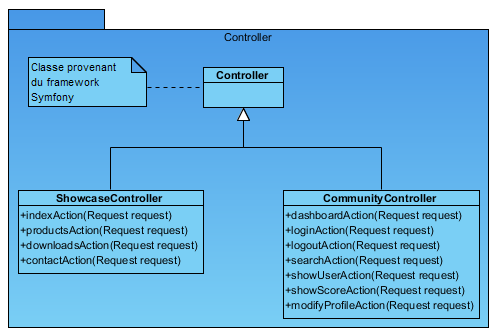 Controller
Classe provenant
du framework
Symfony
Controller
ShowcaseController
+indexAction(Request request)
+productsAction(Request request)
+downloadsAction(Request request)
+contactAction(Request request)
CommunityController
+dashboardAction(Request request)
+loginAction(Request request)
+logoutAction(Request request)
+searchAction(Request request)
+showUserAction(Request request)
+showScoreAction(Request request)
+modifyProfileAction(Request request)